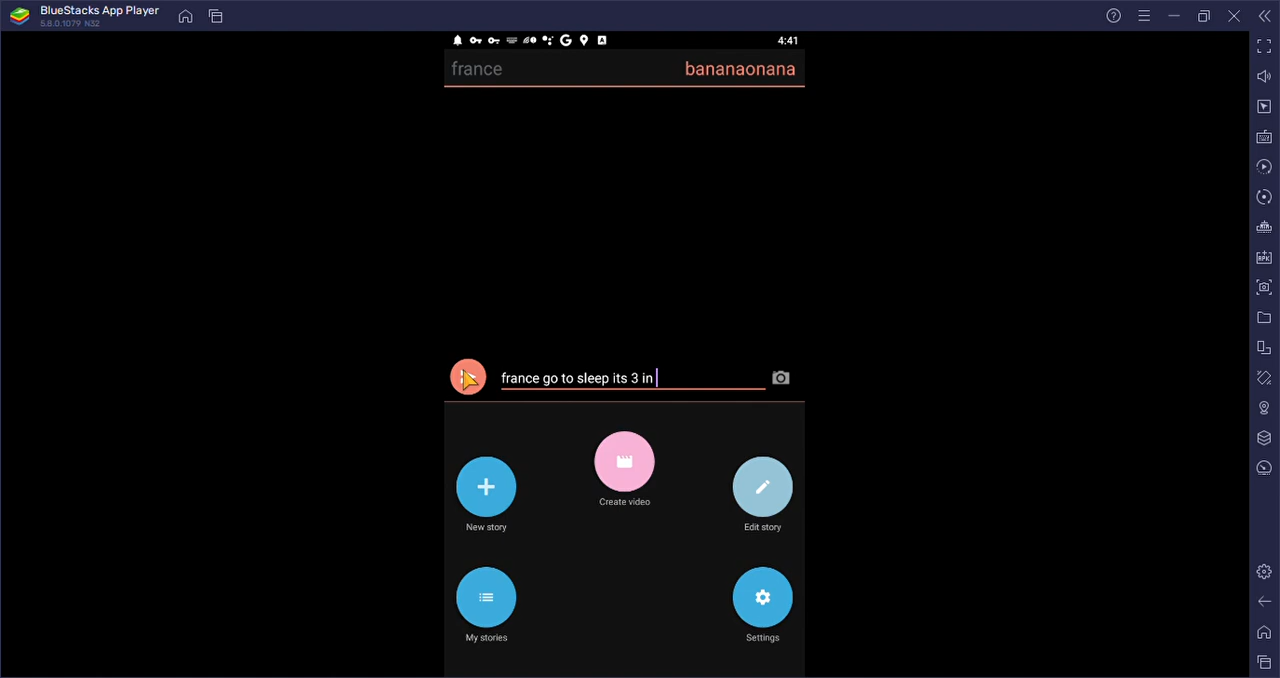 BlueStacks App Player
5.8.0.1079 N32
4:41
france bananaonana
france go to sleep its 3 in
Create video
New story
Edit story
My stories
Settings